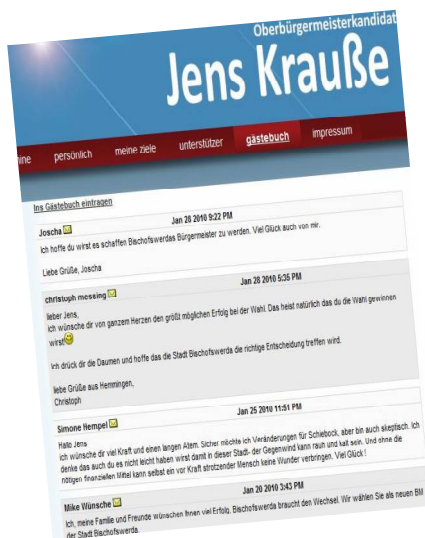 Oberbürgermeisterkandidat
Jens Krauße
persönlich meine ziele unterstützer gästebuch impressum
Ins Gästebuch eintragen
Joscha Jan 28 2010 9:22 PM
Ich hoffe du wirst es schaffen Bischofswerdas Bürgermeister zu werden. Viel Glück auch von mir.
Liebe Grüße, Joscha
christoph messing Jan 28 2010 5:35 PM
lieber Jens,
ich wünsche dir von ganzem Herzen den größt möglichen Erfolg bei der Wahl. Das heist natürlich das du die Wahl gewinnen
wirst
Ich drück dir die Daumen und hoffe das die Stadt Bischofswerda die richtige Entscheidung treffen wird.
liebe Grüße aus Hemmingen,
Christoph
Simone Hempel Jan 25 2010 11:51 PM
Hallo Jens
ich wünsche dir viel Kraft und einen langen Atem. Sicher möchte ich Veränderungen für Schiebock, aber bin auch skeptisch. Ich
denke das auch du es nicht leicht haben wirst damit in dieser Stadt- der Gegenwind kann raun und kalt sein. Und ohne die
nötigen finanziellen Mittel kann selbst ein vor Kraft strotzender Mensch keine Wunder verbringen. Viel Glück !
Mike Wünsche Jan 20 2010 3:43 PM
Ich, meine Familie und Freunde wünschen Ihnen viel Erfolg. Bischofswerda braucht den Wechsel. Wir wählen Sie als neuen BM
der Stadt Bischofswerda.